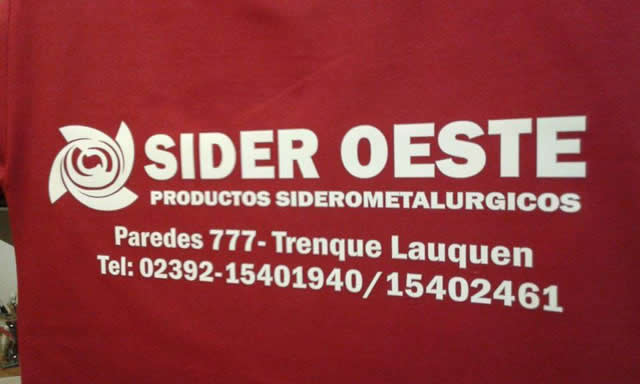 SIDER OESTE
PRODUCTOS SIDEROMETALURGICOS
Paredes 777- Trenque Lauquen
Tel: 02392-15401940/15402461